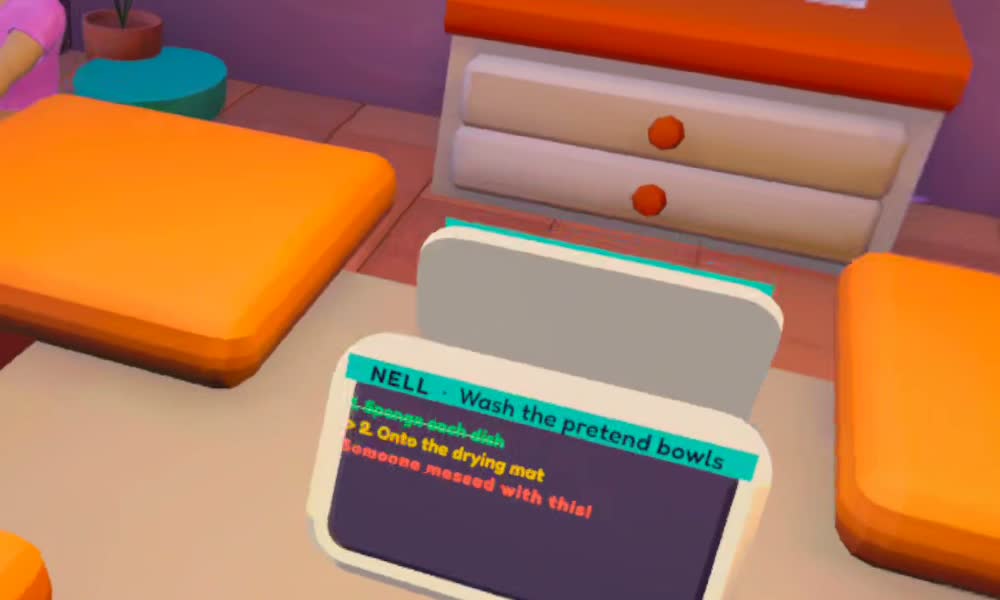 NELL · Wash the pretend bowls
1. Sponge each dish
> 2. Onto the drying mat
Someone messed with this!